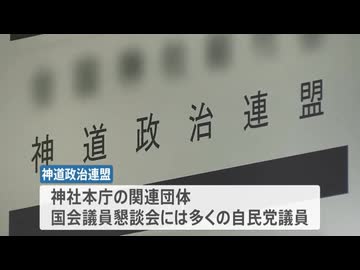 神道政治連盟
神道政治連盟
神社本庁の関連団体
国会議員懇談会には多くの自民党議員